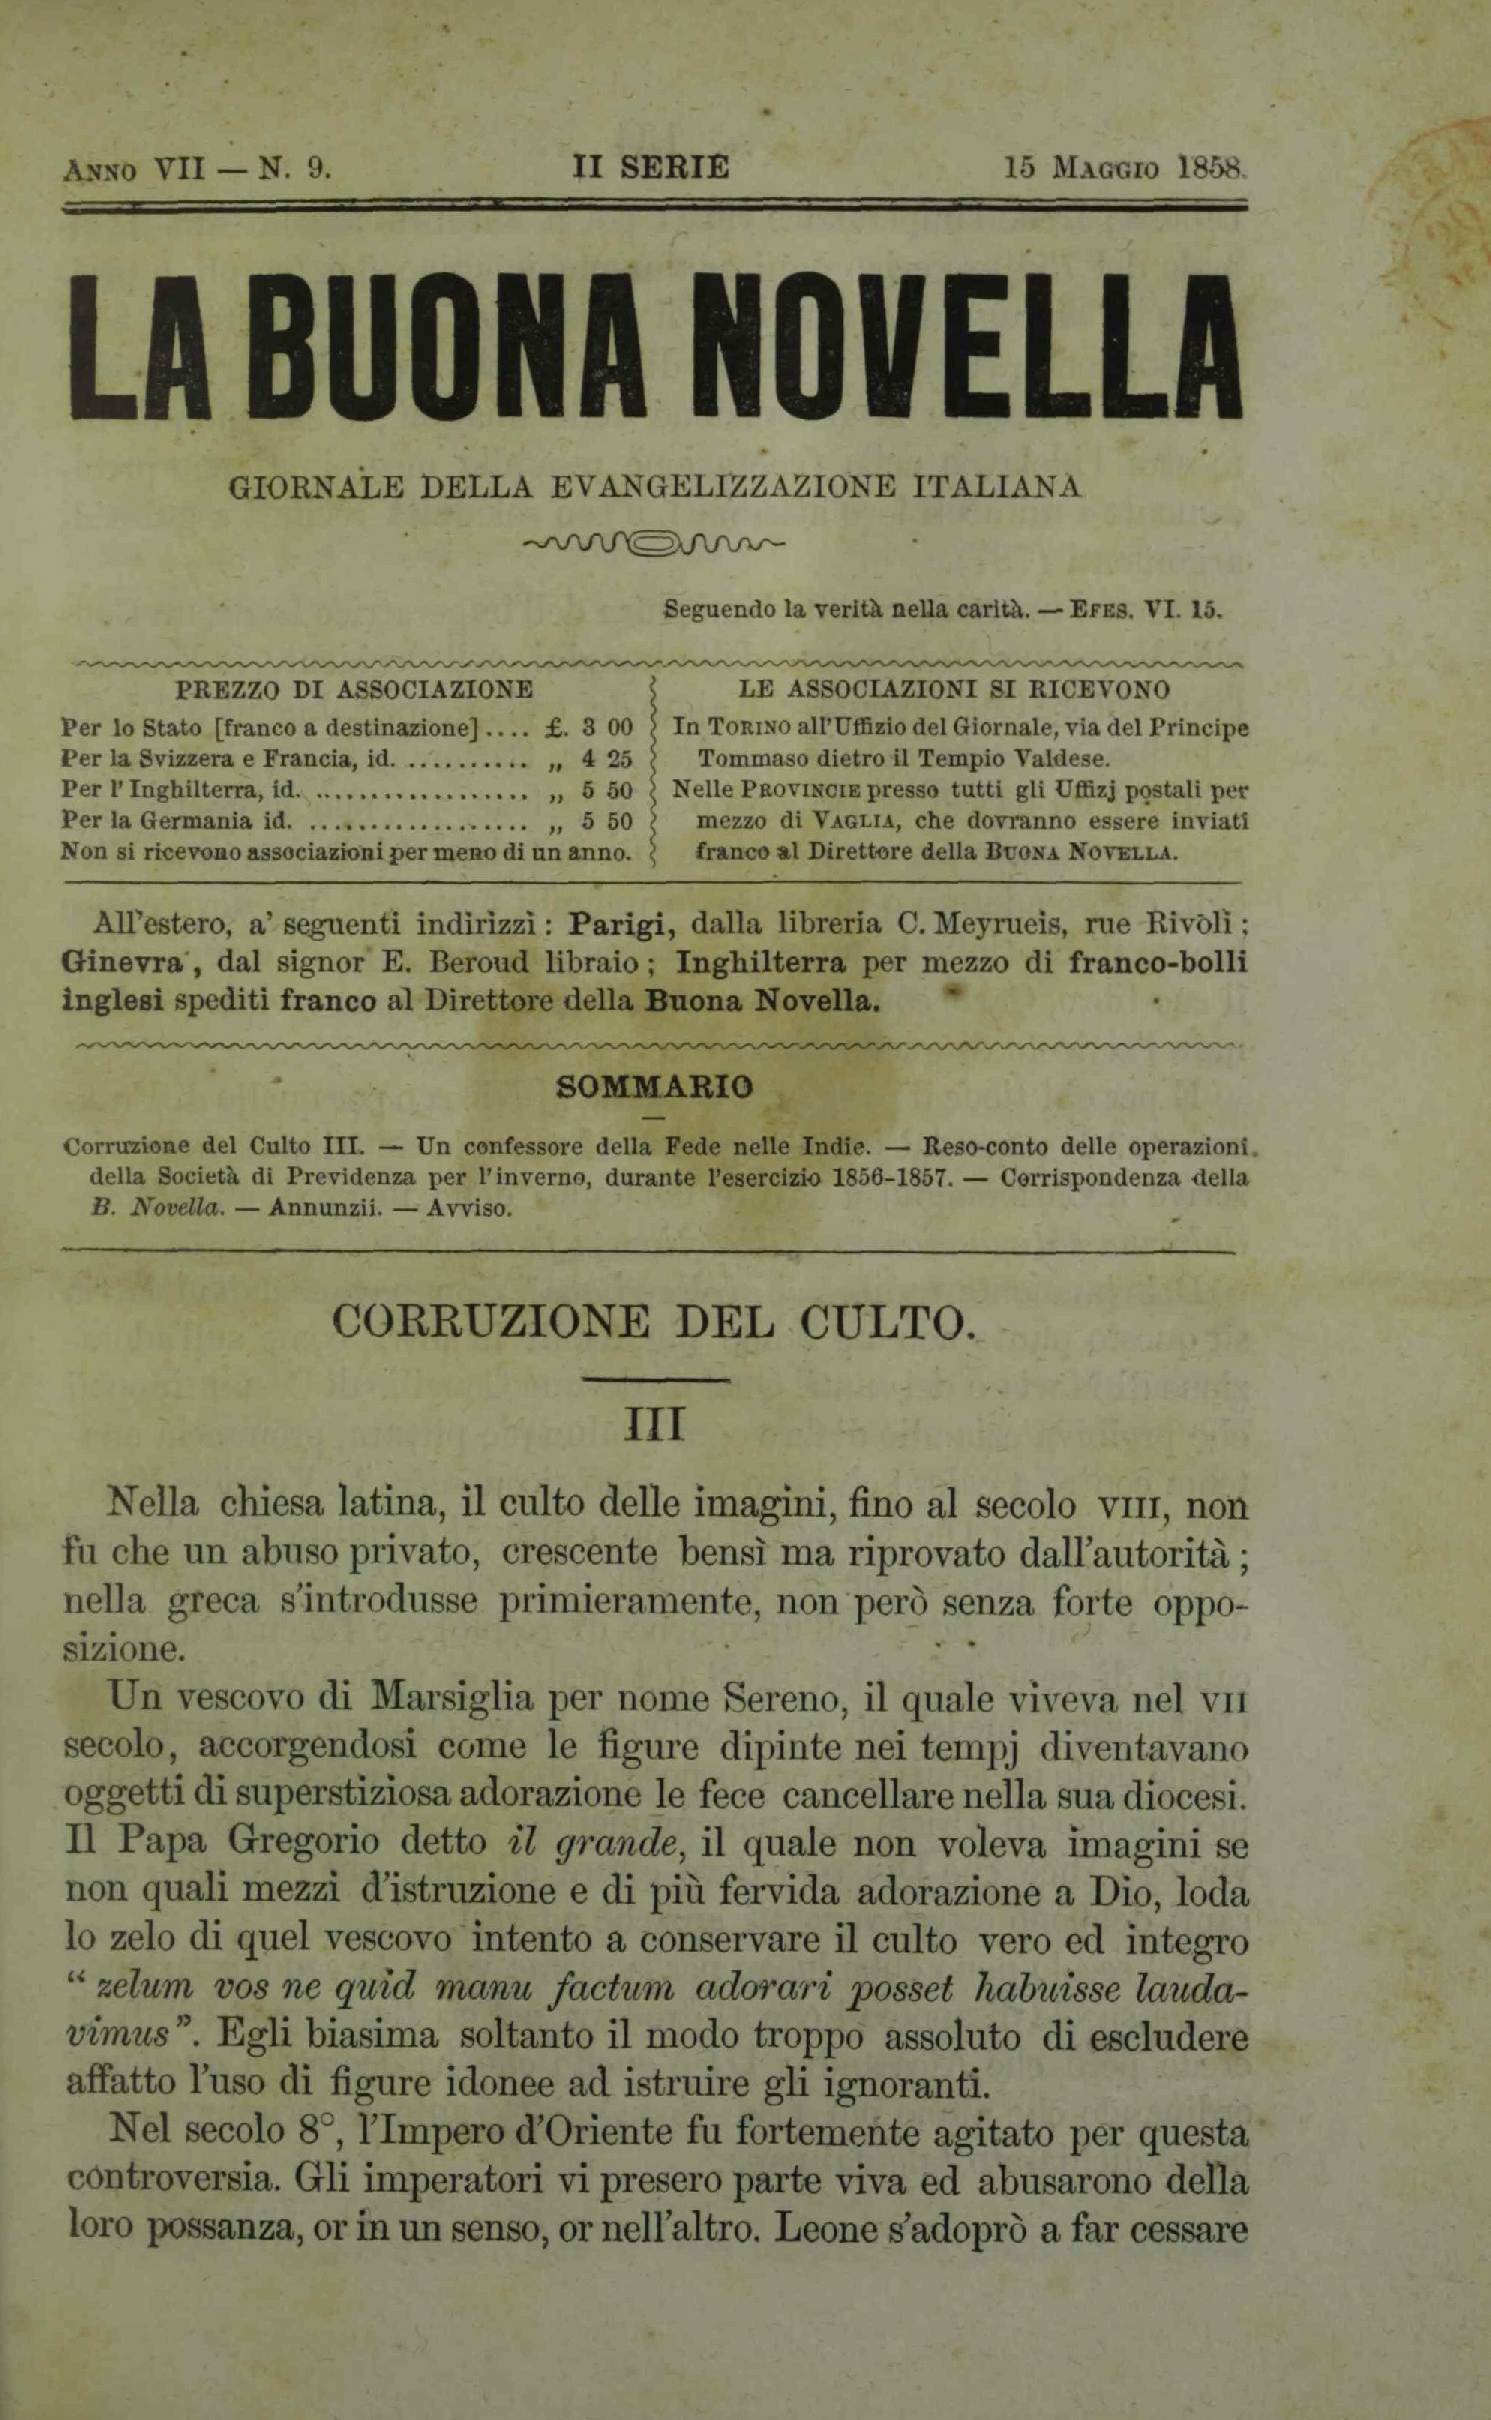 ANNO VII — N. 9. II SERIE 15 MAGGIO 1858.
LA BUONA NOVELLA
GIORNALE DELLA EVANGELIZZAZIONE ITALIANA
Seguendo la verità nella carità. — EFES. VI. 15.
PREZZO DI ASSOCIAZIONE
Per lo Stato [franco a destinazione].... £. 3 00
Per la Svizzera e Francia, id. .......... „ 4 25
Per l' Inghilterra, id. .................. „ 5 50
Per la Germania id. .................. „ 5 50
Non si ricevono associazioni per meno di un anno.
LE ASSOCIAZIONI SI RICEVONO
In TORINO all'Uffizio del Giornale, via del Principe
Tommaso dietro il Tempio Valdese.
Nelle PROVINCIE presso tutti gli Uffizj postali per
mezzo di VAGLIA, che dovranno essere inviati
franco al Direttore della BUONA NOVELLA.
All'estero, a' seguenti indirizzi: Parigi, dalla libreria C. Meyrueis, rue Rivoli;
Ginevra, dal signor E. Beroud libraio; Inghilterra per mezzo di franco-bolli
inglesi spediti franco al Direttore della Buona Novella.
SOMMARIO
Corruzione del Culto III. — Un confessore della Fede nelle Indie. — Reso-conto delle operazioni
della Società di Previdenza per l'inverno, durante l'esercizio 1856-1857. — Corrispondenza della
B. Novella. — Annunzii. — Avviso.
CORRUZIONE DEL CULTO.
III
Nella chiesa latina, il culto delle imagini, fino al secolo VIII, non
fu che un abuso privato, crescente bensì ma riprovato dall'autorità;
nella greca s'introdusse primieramente, non però senza forte oppo-
sizione.
Un vescovo di Marsiglia per nome Sereno, il quale viveva nel VII
secolo, accorgendosi come le figure dipinte nei tempj diventavano
oggetti di superstiziosa adorazione le fece cancellare nella sua diocesi.
Il Papa Gregorio detto il grande, il quale non voleva imagini se
non quali mezzi d'istruzione e di più fervida adorazione a Dio, loda
lo zelo di quel vescovo intento a conservare il culto vero ed integro
“ zelum vos ne quid manu factum adorari posset habuisse lauda-
vimus”. Egli biasima soltanto il modo troppo assoluto di escludere
affatto l'uso di figure idonee ad istruire gli ignoranti.
Nel secolo 8°, l'Impero d'Oriente fu fortemente agitato per questa
controversia. Gli imperatori vi presero parte viva ed abusarono della
loro possanza, or in un senso, or nell'altro. Leone s'adoprò a far cessare